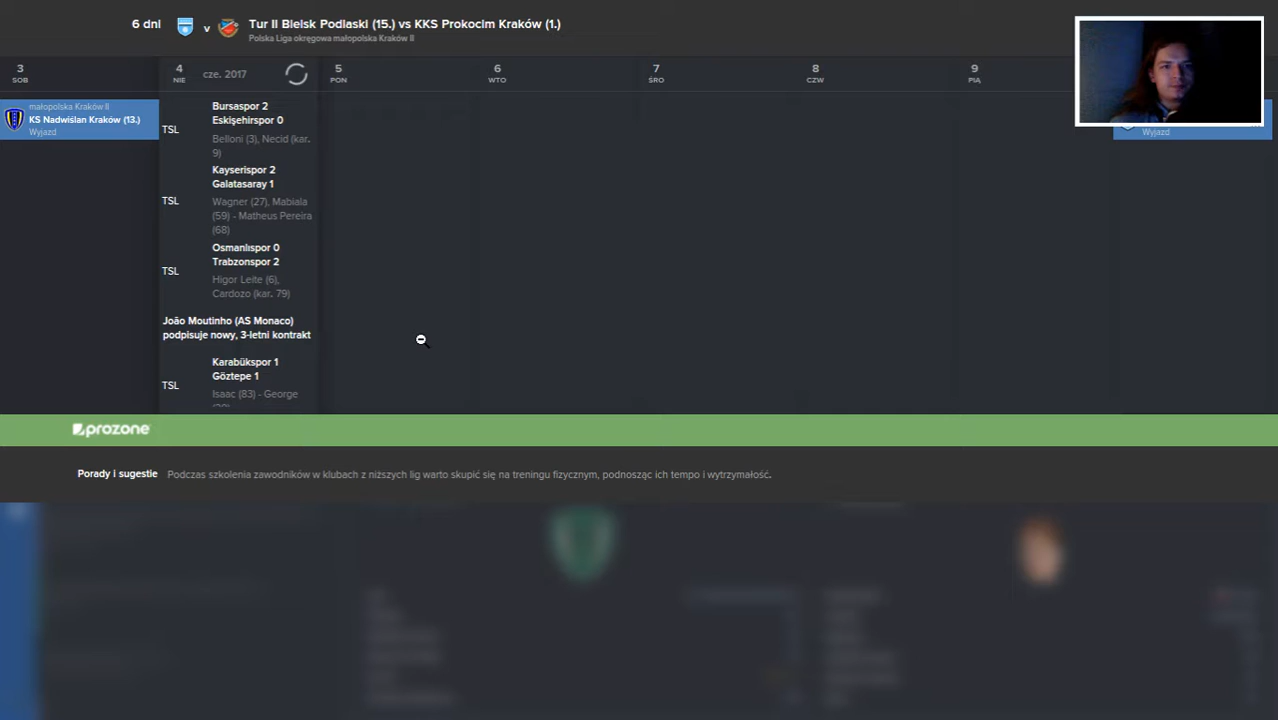 6 dni
v
Tur II Bielsk Podlaski (15.) vs KKS Prokocim Kraków (1.)
Polska Liga okręgowa małopolska Kraków II
3
SOB
4
NIE
cze. 2017
5
PON
6
WTO
7
ŚRO
8
CZW
9
PIĄ
małopolska Kraków II
KS Nadwiślan Kraków (13.)
Wyjazd
TSL
Bursaspor 2
Eskişehirspor 0
Belloni (3), Necid (kar.
9)
TSL
Kayserispor 2
Galatasaray 1
Wagner (27), Mabiala
(59) - Matheus Pereira
(68)
TSL
Osmanlıspor 0
Trabzonspor 2
Higor Leite (6),
Cardozo (kar. 79)
João Moutinho (AS Monaco)
podpisuje nowy, 3-letni kontrakt
TSL
Karabükspor 1
Göztepe 1
Isaac (83) - George
Wyjazd
prozone
Porady i sugestie
Podczas szkolenia zawodników w klubach z niższych lig warto skupić się na treningu fizycznym, podnosząc ich tempo i wytrzymałość.